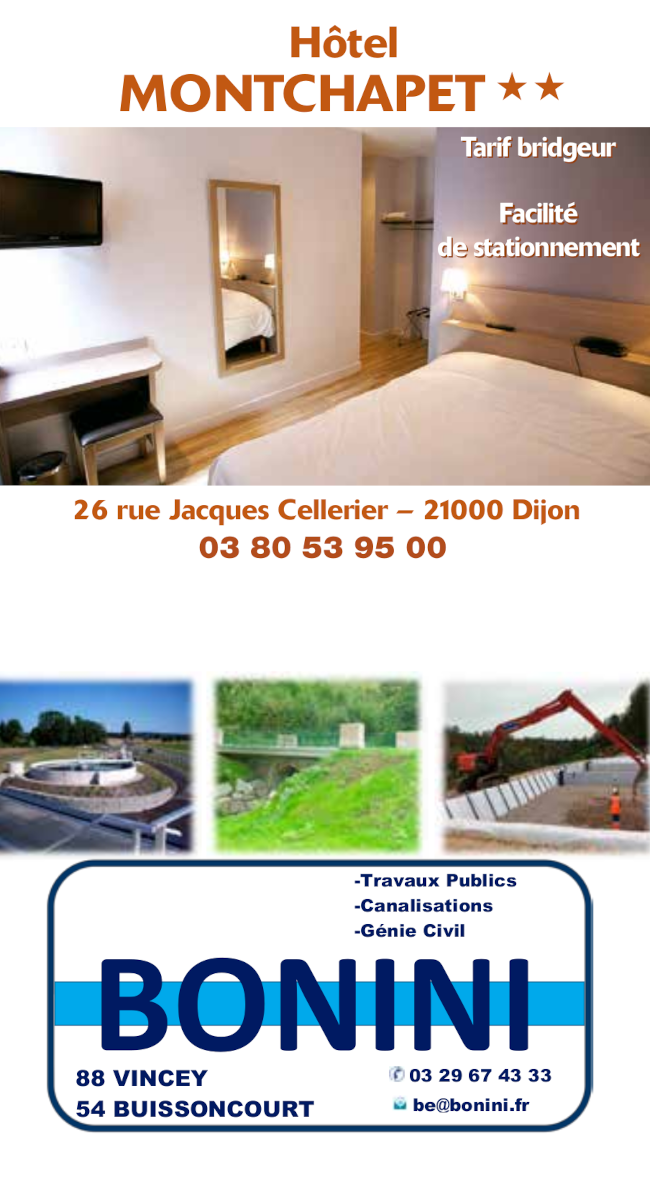 Hôtel
MONTCHAPET ★★
Tarif bridgeur
Facilité
de stationnement
26 rue Jacques Cellerier – 21000 Dijon
03 80 53 95 00
-Travaux Publics
-Canalisations
-Génie Civil
BONINI
88 VINCEY
54 BUISSONCOURT
03 29 67 43 33
be@bonini.fr